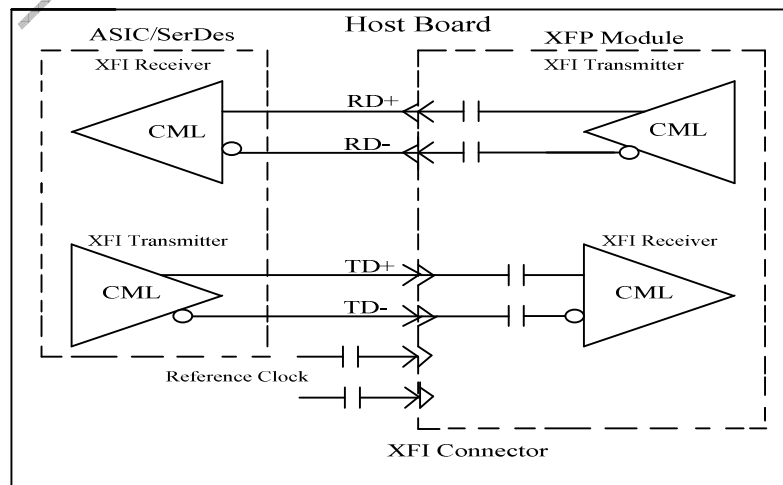 Host Board
ASIC/SerDes
XFP Module
XFI Receiver
XFI Transmitter
RD+
CML
CML
RD-
XFI Transmitter
XFI Receiver
TD+
CML
CML
TD-
Reference Clock
XFI Connector